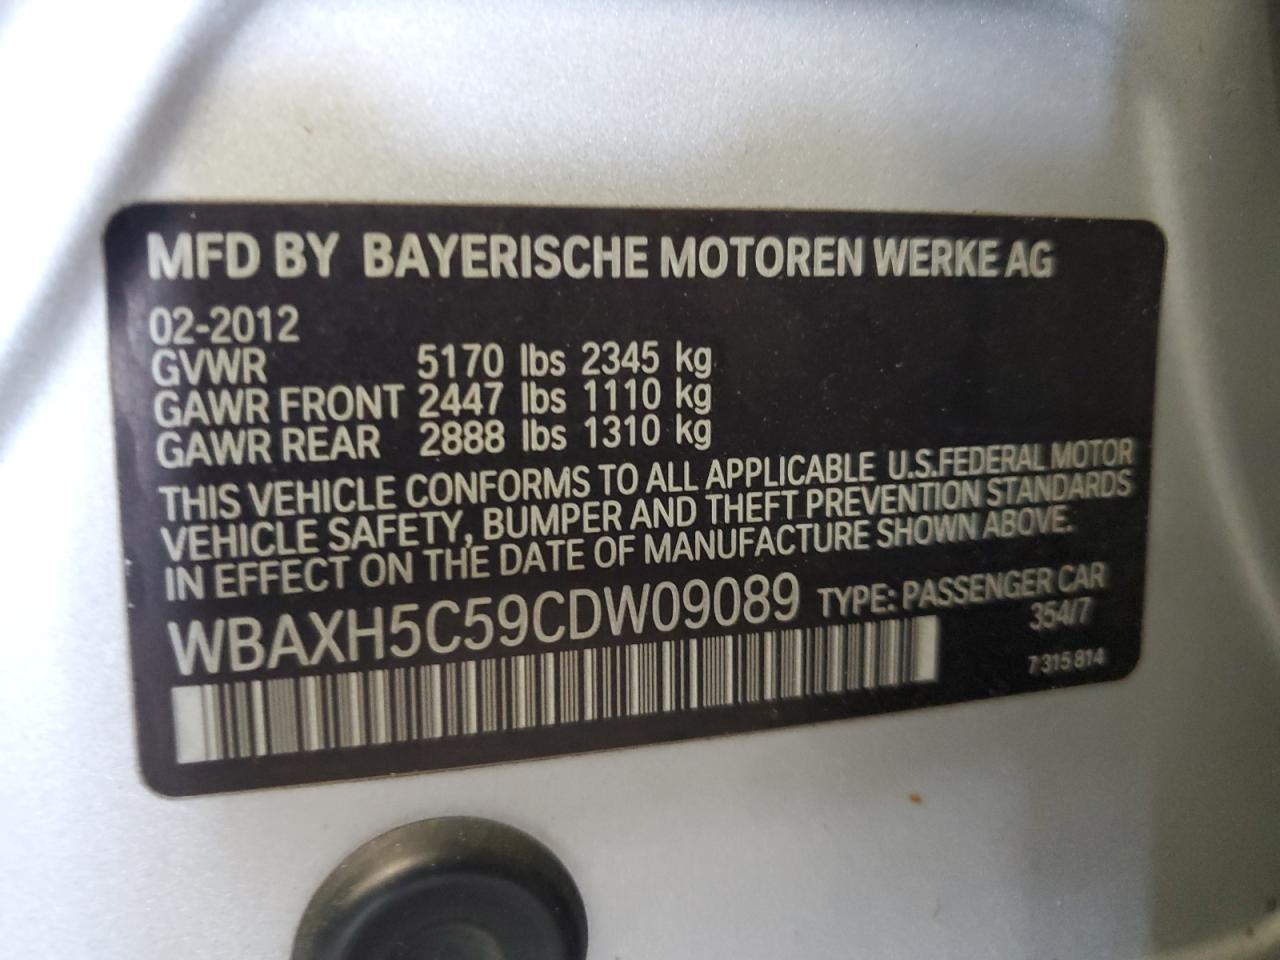 MFD BY BAYERISCHE MOTOREN WERKE AG
02-2012
GVWR 5170 lbs 2345 kg
GAWR FRONT 2447 lbs 1110 kg
GAWR REAR 2888 lbs 1310 kg
THIS VEHICLE CONFORMS TO ALL APPLICABLE U.S.FEDERAL MOTOR
VEHICLE SAFETY, BUMPER AND THEFT PREVENTION STANDARDS
IN EFFECT ON THE DATE OF MANUFACTURE SHOWN ABOVE.
WBAXH5C59CDW09089 TYPE: PASSENGER CAR
354/7
7 315 814